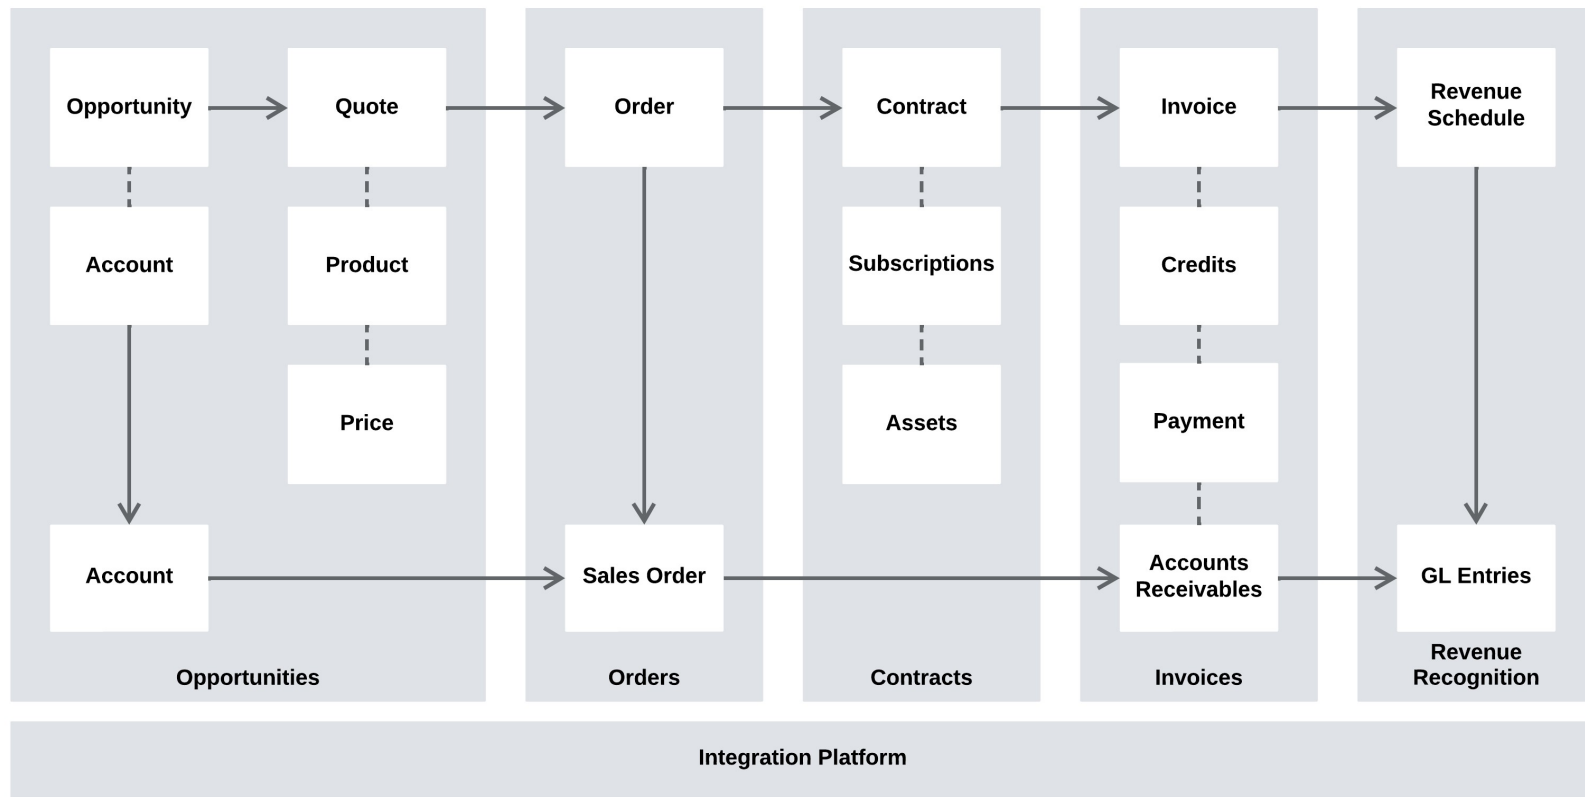 Opportunity
Quote
Order
Contract
Invoice
Revenue
Schedule
Account
Product
Subscriptions
Credits
Price
Assets
Payment
Account
Sales Order
Accounts
Receivables
GL Entries
Opportunities
Orders
Contracts
Invoices
Revenue
Recognition
Integration Platform